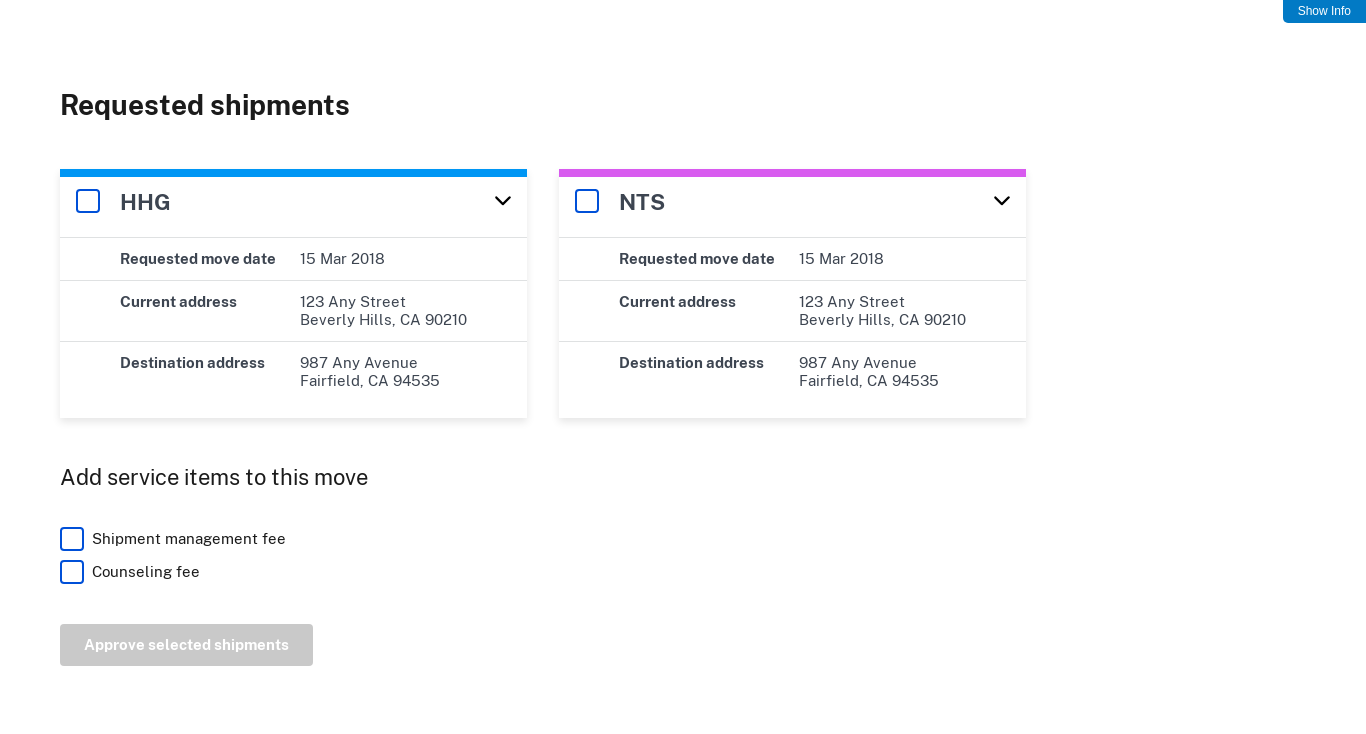 Show Info
Requested shipments
HHG
Requested move date 15 Mar 2018
Current address 123 Any Street
Beverly Hills, CA 90210
Destination address 987 Any Avenue
Fairfield, CA 94535
NTS
Requested move date 15 Mar 2018
Current address 123 Any Street
Beverly Hills, CA 90210
Destination address 987 Any Avenue
Fairfield, CA 94535
Add service items to this move
Shipment management fee
Counseling fee
Approve selected shipments